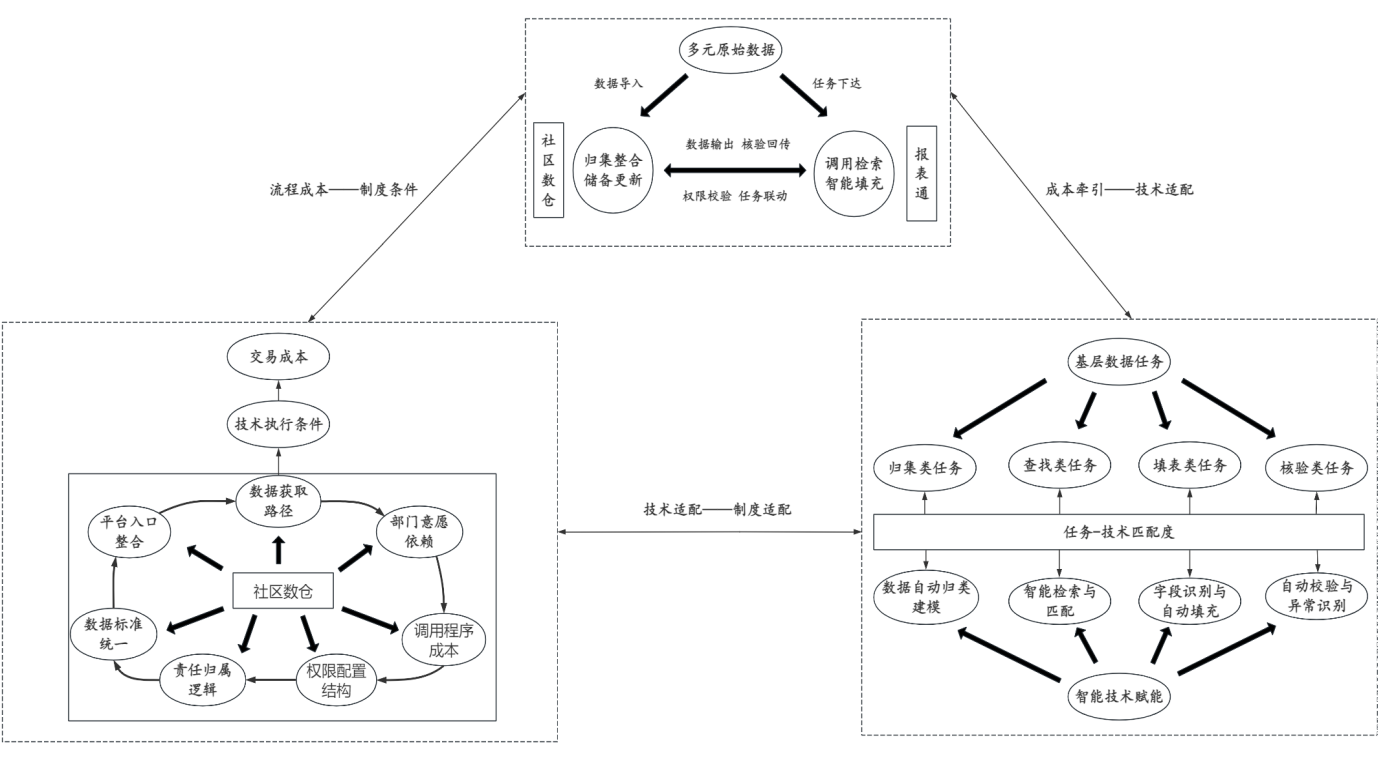 多元原始数据
数据导入
任务下达
社区数仓
归集整合
储备更新
数据输出 核验回传
权限校验 任务联动
调用检索
智能填充
报表通
流程成本——制度条件
成本牵引——技术适配
交易成本
技术执行条件
数据获取
路径
平台入口
整合
部门意愿
依赖
社区数仓
数据标准
统一
调用程序
成本
责任归属
逻辑
权限配置
结构
技术适配——制度适配
基层数据任务
归集类任务
查找类任务
填表类任务
核验类任务
任务-技术匹配度
数据自动归类
建模
智能检索与
匹配
字段识别与
自动填充
自动校验与
异常识别
智能技术赋能